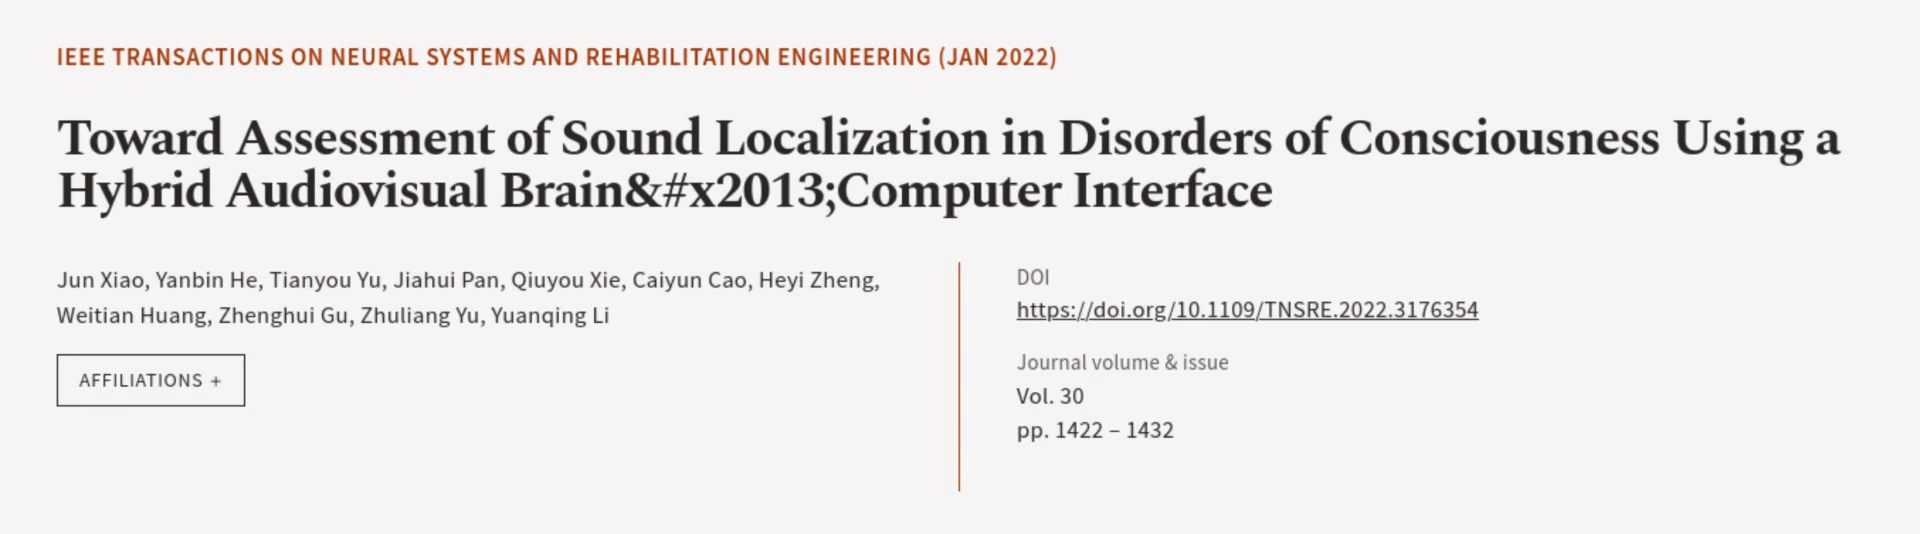 IEEE TRANSACTIONS ON NEURAL SYSTEMS AND REHABILITATION ENGINEERING (JAN 2022)
Toward Assessment of Sound Localization in Disorders of Consciousness Using a
Hybrid Audiovisual Brain&#x2013;Computer Interface
Jun Xiao, Yanbin He, Tianyou Yu, Jiahui Pan, Qiuyou Xie, Caiyun Cao, Heyi Zheng,
Weitian Huang, Zhenghui Gu, Zhuliang Yu, Yuanqing Li
AFFILIATIONS +
DOI
https://doi.org/10.1109/TNSRE.2022.3176354
Journal volume & issue
Vol. 30
pp. 1422 – 1432